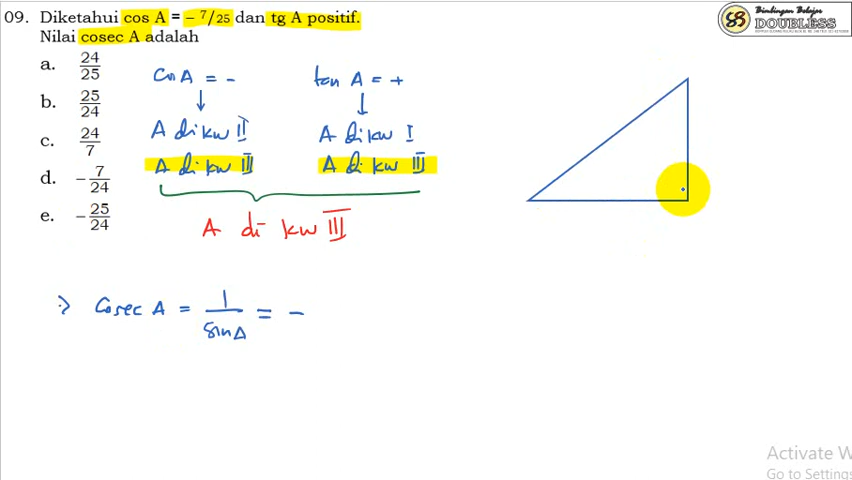 09. Diketahui cos A = – 7/25 dan tg A positif.
Nilai cosec A adalah
a. 24/25
b. 25/24
c. 24/7
d. –7/24
e. –25/24
cos A = –
tan A = +
↓
↓
A di kw II
A di kw I
A di kw III
A di kw III
A di kw III
∴ Cosec A = 1/sin A = –
Bimbingan Belajar
DOUBLESS
Activate W
Go to Settings